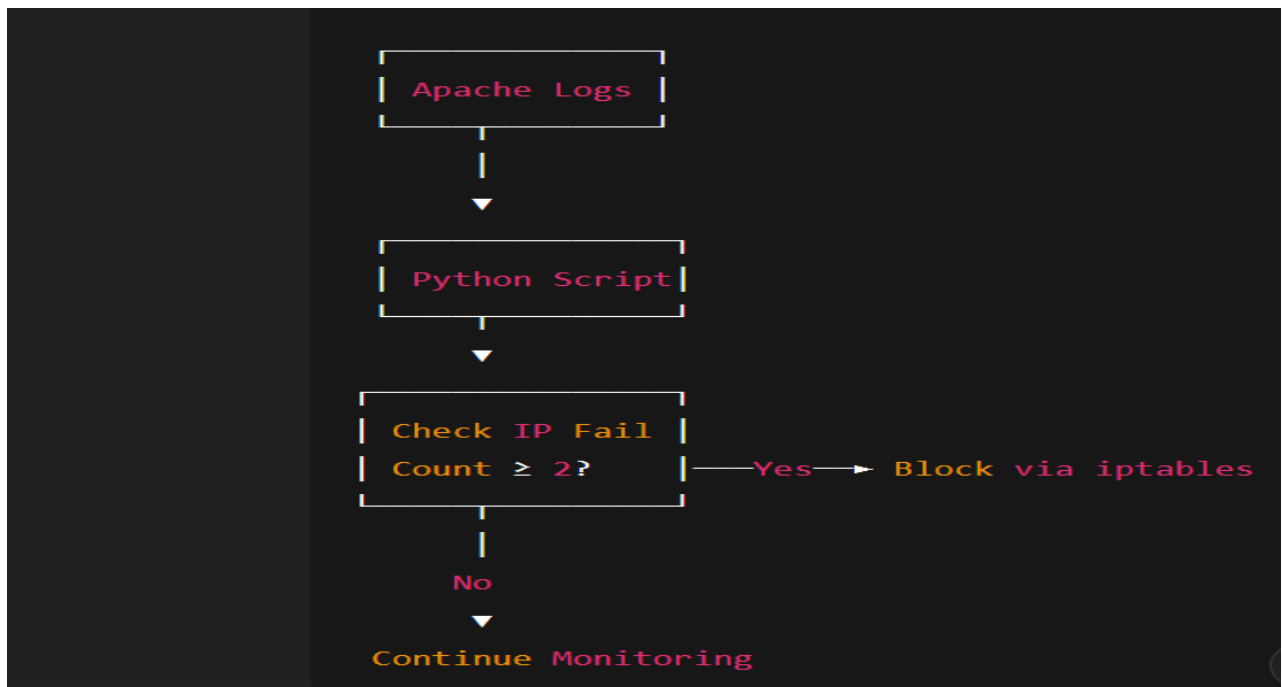 Apache Logs
Python Script
Check IP Fail
Count ≥ 2?
Yes
Block via iptables
No
Continue Monitoring